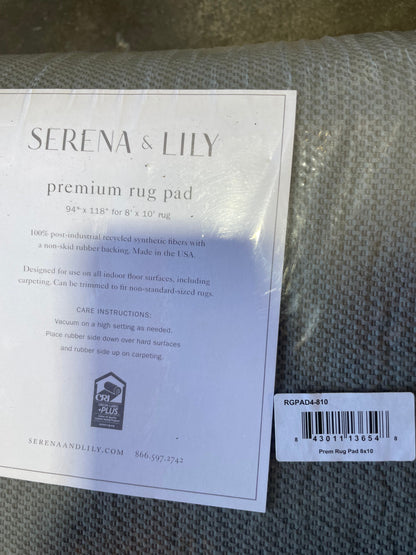 SERENA & LILY
premium rug pad
94" x 118" for 8' x 10' rug
100% post-industrial recycled synthetic fibers with
a non-skid rubber backing. Made in the USA.
Designed for use on all indoor floor surfaces, including
carpeting. Can be trimmed to fit non-standard-sized rugs.
CARE INSTRUCTIONS:
Vacuum on a high setting as needed.
Place rubber side down over hard surfaces
and rubber side up on carpeting.
CRI
PLUS
SERENAANDLILY.COM 866.597.2742
RGPAD4-810
8 43011 13654 8
Prem Rug Pad 8x10